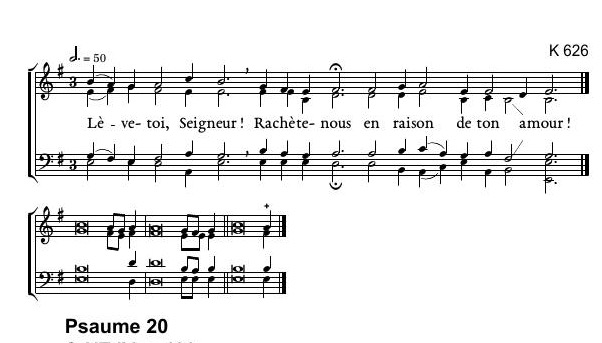 K 626
𝅗𝅥. = 50
Lè - ve- toi, Seigneur ! Rachète- nous en raison de ton amour !
Psaume 20